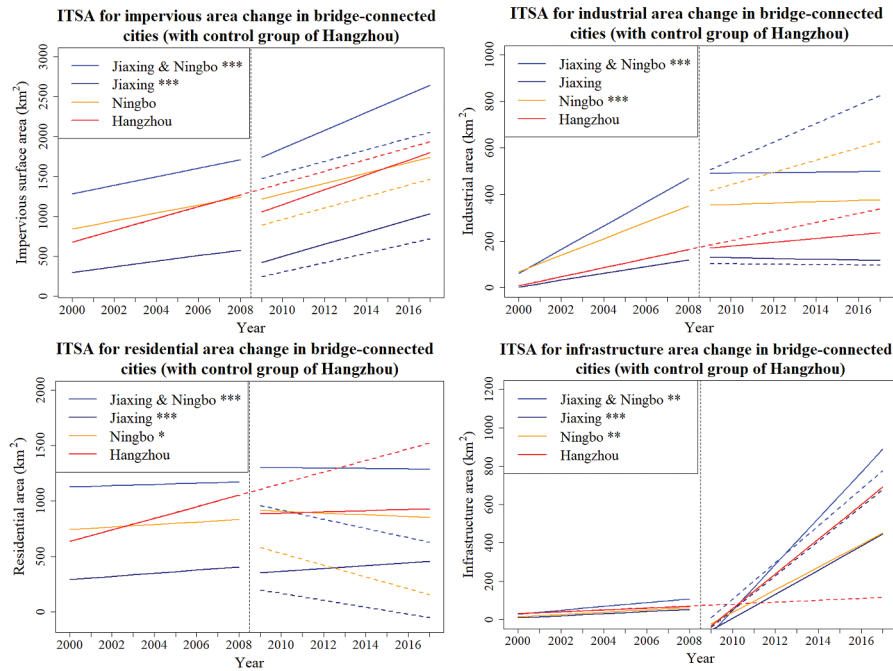 ITSA for impervious area change in bridge-connected
cities (with control group of Hangzhou)
Impervious surface area (km²)
3000
2500
2000
1500
1000
500
0
Jiaxing & Ningbo ***
Jiaxing ***
Ningbo
Hangzhou
2000 2002 2004 2006 2008 2010 2012 2014 2016
Year
ITSA for industrial area change in bridge-connected
cities (with control group of Hangzhou)
Industrial area (km²)
1000
800
600
400
200
0
Jiaxing & Ningbo ***
Jiaxing
Ningbo ***
Hangzhou
2000 2002 2004 2006 2008 2010 2012 2014 2016
Year
ITSA for residential area change in bridge-connected
cities (with control group of Hangzhou)
Residential area (km²)
2000
1500
1000
500
0
Jiaxing & Ningbo ***
Jiaxing ***
Ningbo *
Hangzhou
2000 2002 2004 2006 2008 2010 2012 2014 2016
Year
ITSA for infrastructure area change in bridge-connected
cities (with control group of Hangzhou)
Infrastructure area (km²)
1200
1000
800
600
400
200
0
Jiaxing & Ningbo **
Jiaxing ***
Ningbo **
Hangzhou
2000 2002 2004 2006 2008 2010 2012 2014 2016
Year